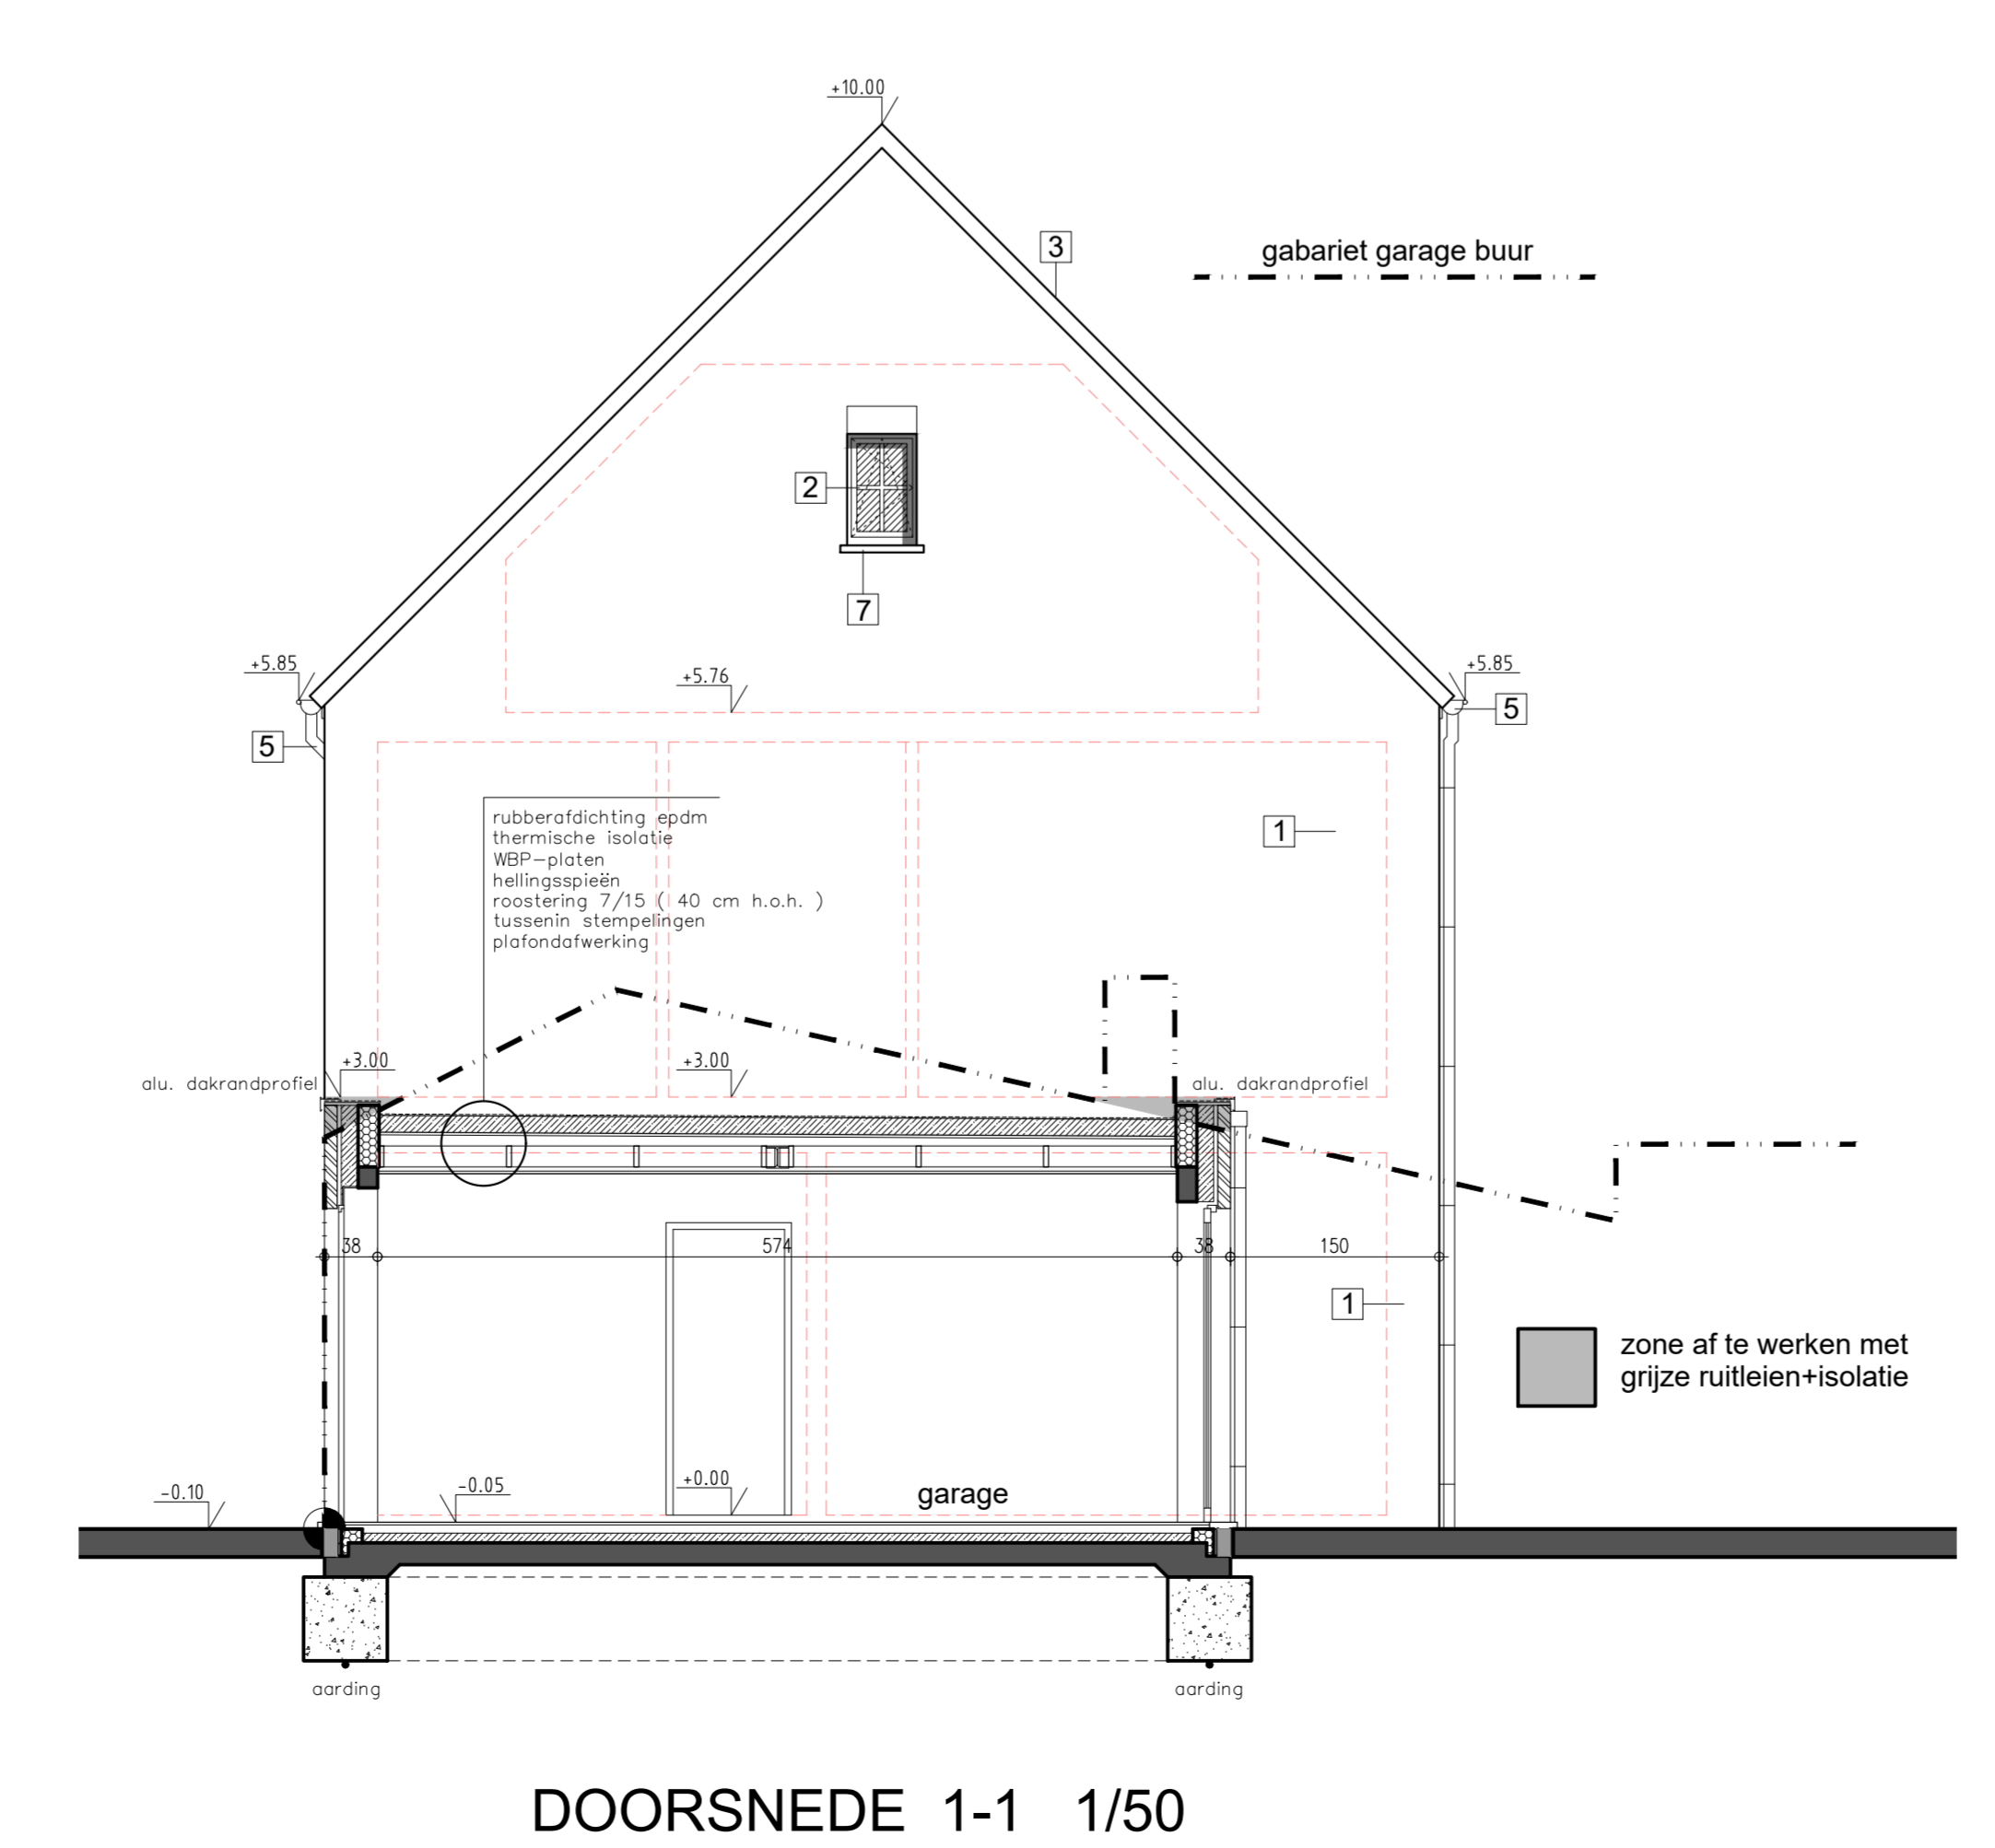 +10.00
3
gabariet garage buur
2
7
+5.85
+5.76
+5.85
5
5
rubberafdichting epdm
thermische isolatie
WBP-platen
hellingsspieën
roostering 7/15 ( 40 cm h.o.h. )
tussenin stempelingen
plafondafwerking
1
+3.00
+3.00
alu. dakrandprofiel
alu. dakrandprofiel
38
574
38
150
1
zone af te werken met
grijze ruitleien+isolatie
-0.10
-0.05
+0.00
garage
aarding
aarding
DOORSNEDE 1-1 1/50